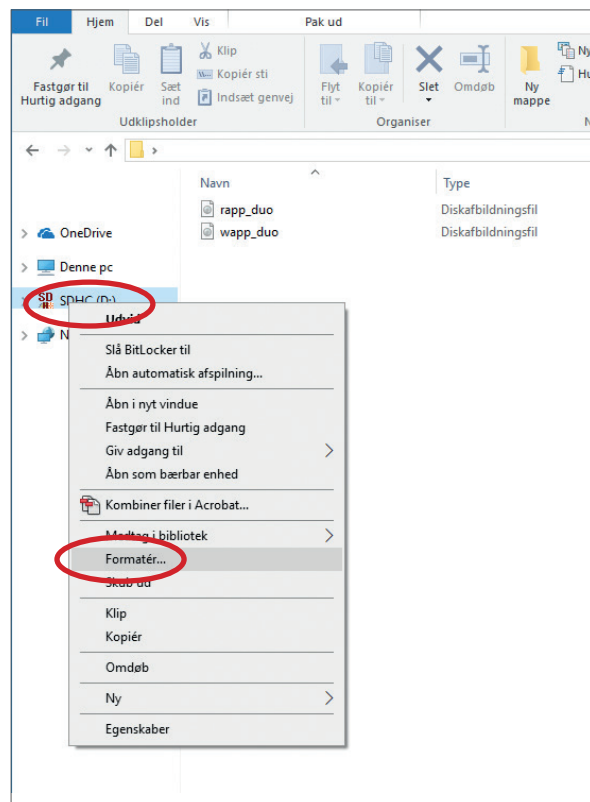 Fil Hjem Del Vis Pak ud
Fastgør til Hurtig adgang
Kopiér
Sæt ind
Klip
Kopiér sti
Indsæt genvej
Udklipsholder
Flyt til
Kopiér til
Slet
Omdøb
Organiser
Ny mappe
Ny
Navn Type
rapp_duo Diskafbildningsfil
wapp_duo Diskafbildningsfil
OneDrive
Denne pc
SDHC (D:)
N
Udvid
Slå BitLocker til
Åbn automatisk afspilning...
Åbn i nyt vindue
Fastgør til Hurtig adgang
Giv adgang til
Åbn som bærbar enhed
Kombiner filer i Acrobat...
Medtag i bibliotek
Formatér...
Skub ud
Klip
Kopiér
Omdøb
Ny
Egenskaber